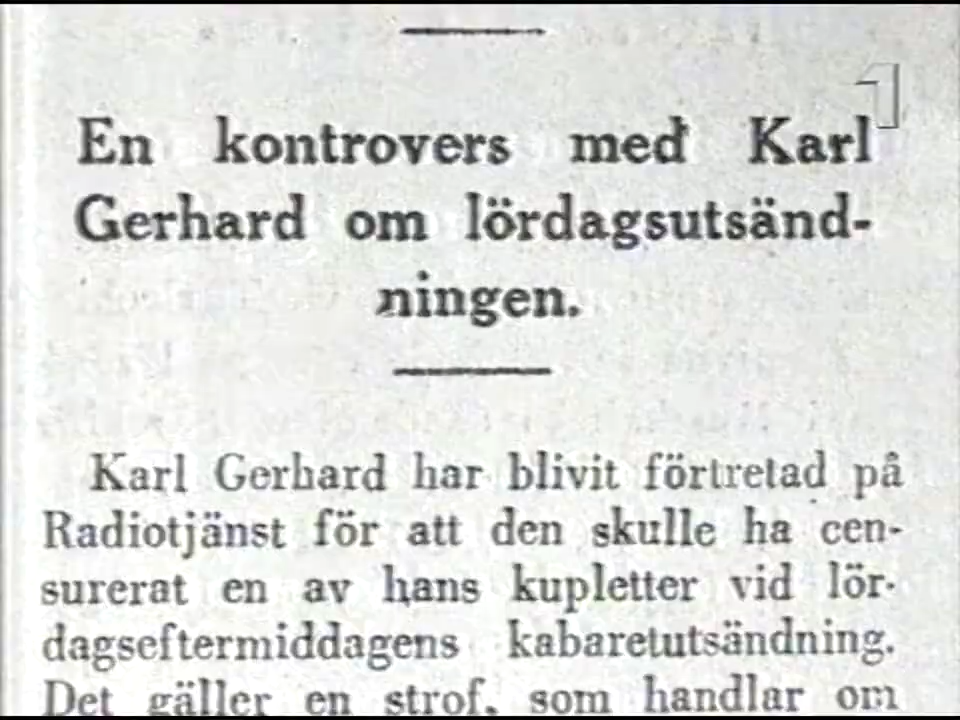 En kontrovers med Karl
Gerhard om lördagsutsänd-
ningen.
Karl Gerhard har blivit förtretad på
Radiotjänst för att den skulle ha cen-
surerat en av hans kupletter vid lör-
dagseftermiddagens kabaretutsändning.
Det gäller en strof, som handlar om